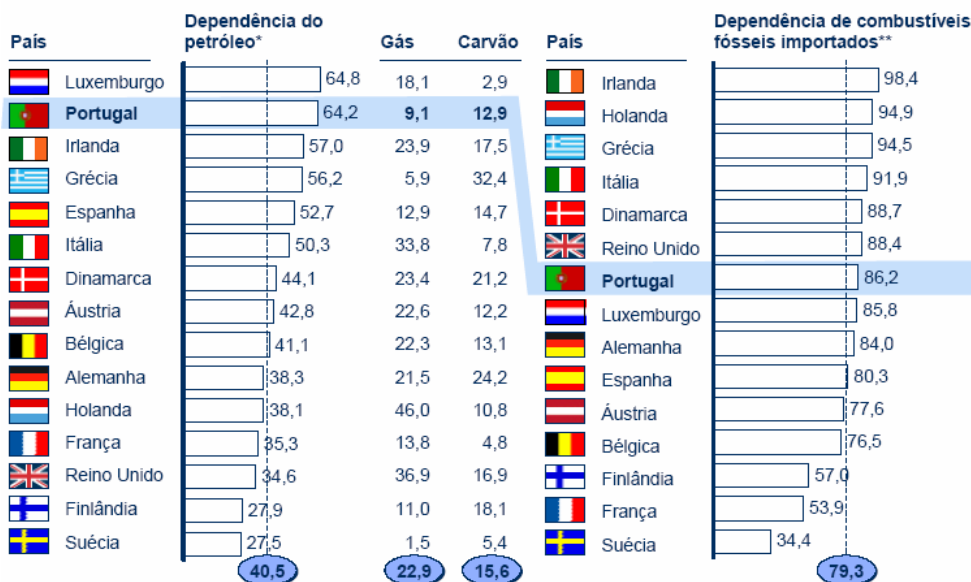 País Dependência do petróleo* Gás Carvão
Luxemburgo 64,8 18,1 2,9
Portugal 64,2 9,1 12,9
Irlanda 57,0 23,9 17,5
Grécia 56,2 5,9 32,4
Espanha 52,7 12,9 14,7
Itália 50,3 33,8 7,8
Dinamarca 44,1 23,4 21,2
Áustria 42,8 22,6 12,2
Bélgica 41,1 22,3 13,1
Alemanha 38,3 21,5 24,2
Holanda 38,1 46,0 10,8
França 35,3 13,8 4,8
Reino Unido 34,6 36,9 16,9
Finlândia 27,9 11,0 18,1
Suécia 27,5 1,5 5,4
40,5 22,9 15,6
País Dependência de combustíveis fósseis importados**
Irlanda 98,4
Holanda 94,9
Grécia 94,5
Itália 91,9
Dinamarca 88,7
Reino Unido 88,4
Portugal 86,2
Luxemburgo 85,8
Alemanha 84,0
Espanha 80,3
Áustria 77,6
Bélgica 76,5
Finlândia 57,0
França 53,9
Suécia 34,4
79,3